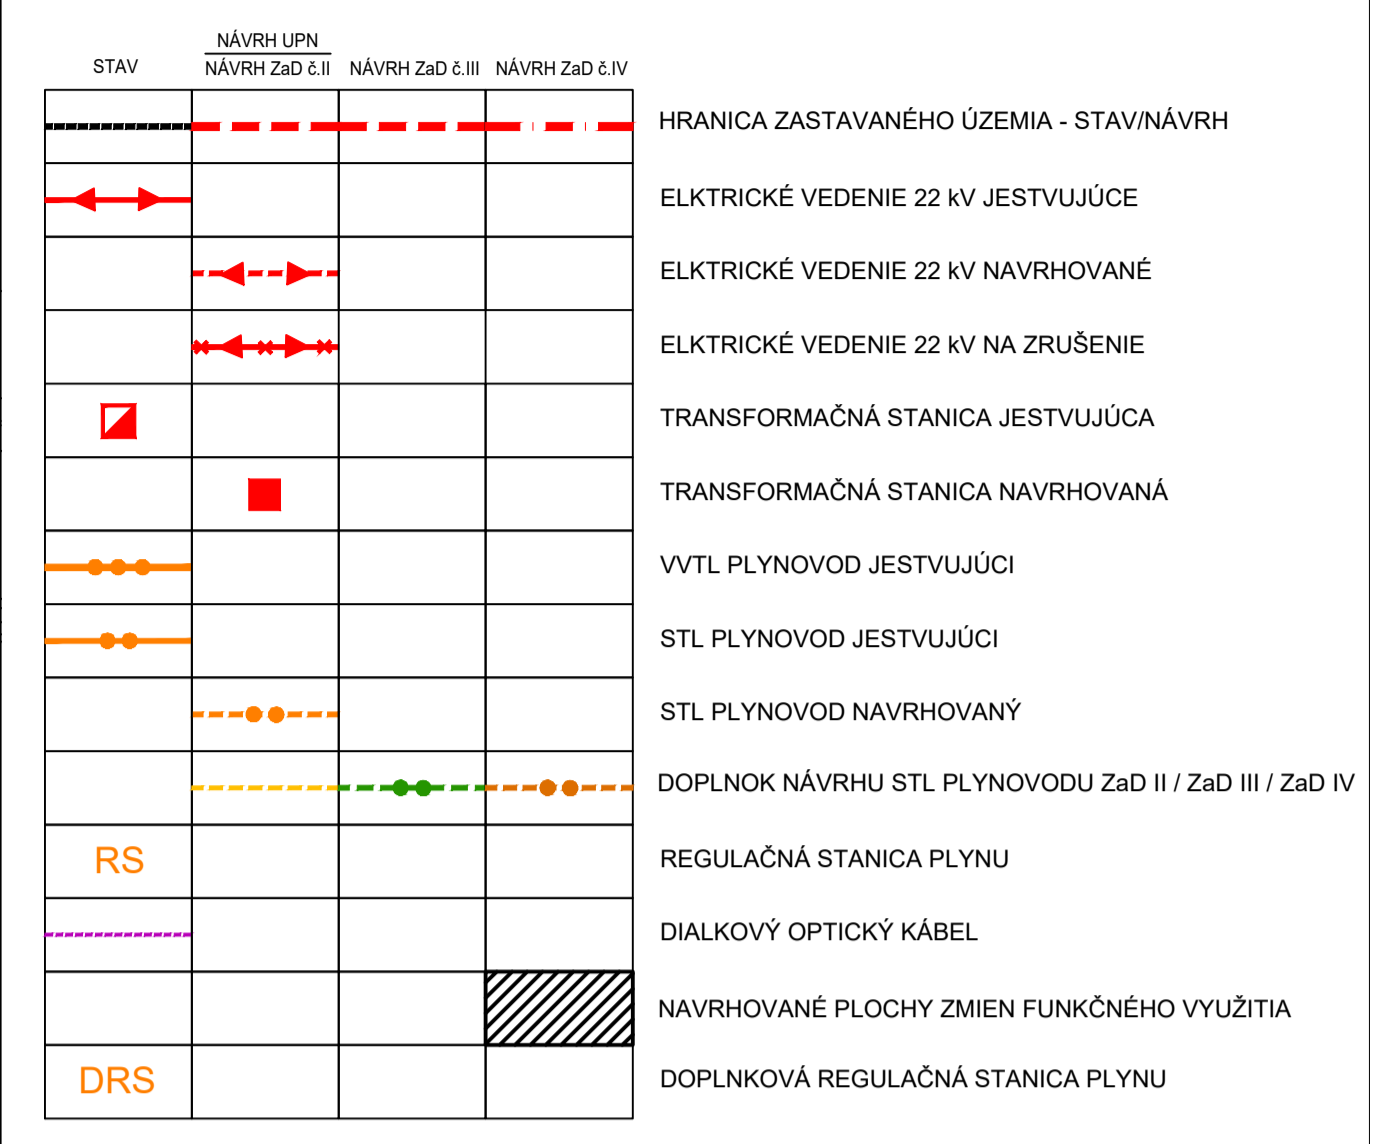 NÁVRH UPN
STAV NÁVRH ZaD č.II NÁVRH ZaD č.III NÁVRH ZaD č.IV
HRANICA ZASTAVANÉHO ÚZEMIA - STAV/NÁVRH
ELKTRICKÉ VEDENIE 22 kV JESTVUJÚCE
ELKTRICKÉ VEDENIE 22 kV NAVRHOVANÉ
ELKTRICKÉ VEDENIE 22 kV NA ZRUŠENIE
TRANSFORMAČNÁ STANICA JESTVUJÚCA
TRANSFORMAČNÁ STANICA NAVRHOVANÁ
VVTL PLYNOVOD JESTVUJÚCI
STL PLYNOVOD JESTVUJÚCI
STL PLYNOVOD NAVRHOVANÝ
DOPLNOK NÁVRHU STL PLYNOVODU ZaD II / ZaD III / ZaD IV
RS REGULAČNÁ STANICA PLYNU
DIALKOVÝ OPTICKÝ KÁBEL
NAVRHOVANÉ PLOCHY ZMIEN FUNKČNÉHO VYUŽITIA
DRS DOPLNKOVÁ REGULAČNÁ STANICA PLYNU